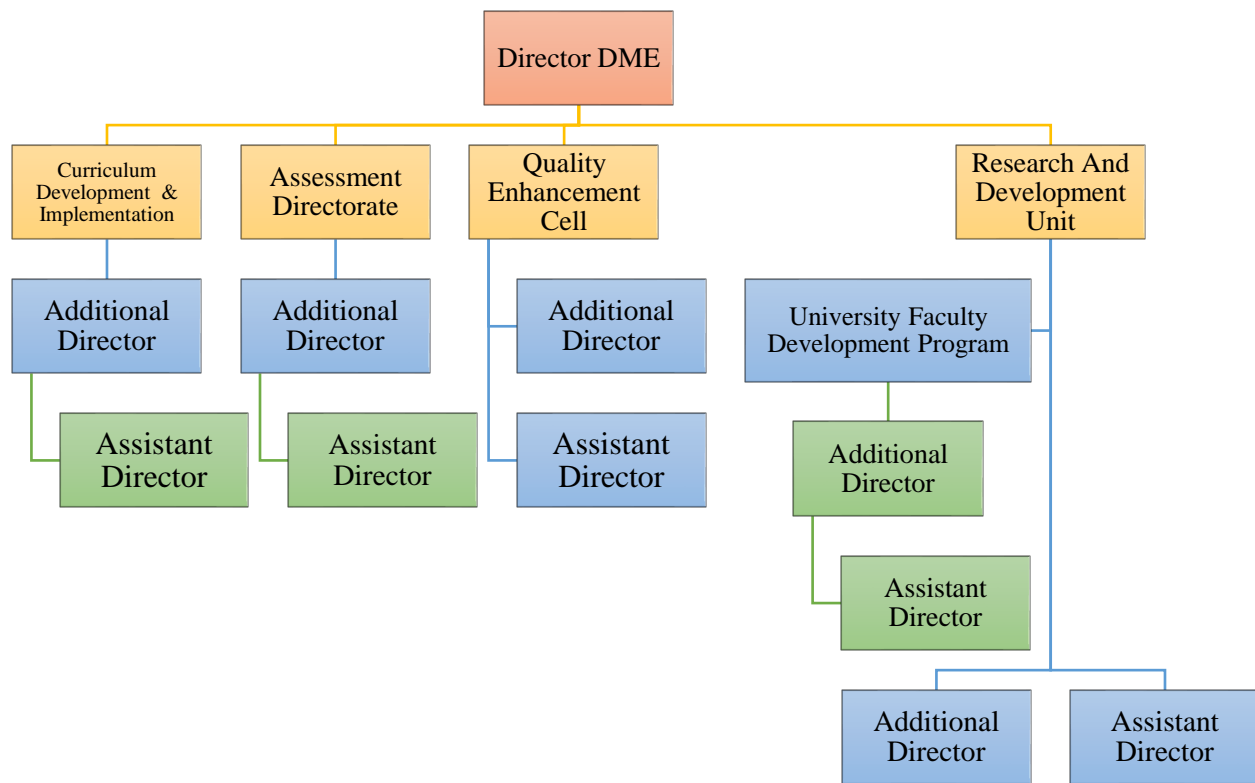 Director DME
Curriculum
Development &
Implementation
Assessment
Directorate
Quality
Enhancement
Cell
Research And
Development
Unit
Additional
Director
Additional
Director
Additional
Director
University Faculty
Development Program
Assistant
Director
Assistant
Director
Assistant
Director
Additional
Director
Assistant
Director
Additional
Director
Assistant
Director